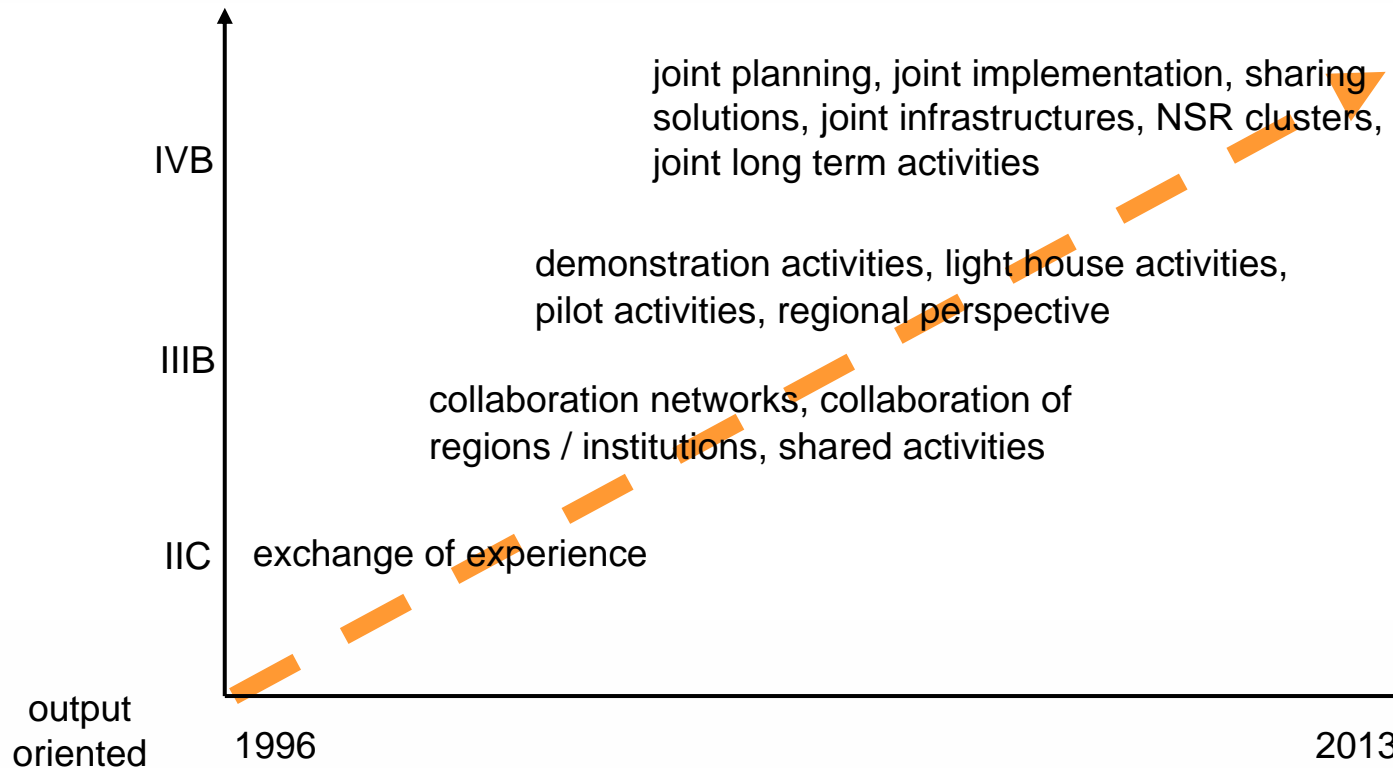 joint planning, joint implementation, sharing
solutions, joint infrastructures, NSR clusters,
joint long term activities
IVB
demonstration activities, light house activities,
pilot activities, regional perspective
IIIB
collaboration networks, collaboration of
regions / institutions, shared activities
IIC
exchange of experience
output
oriented
1996
2013